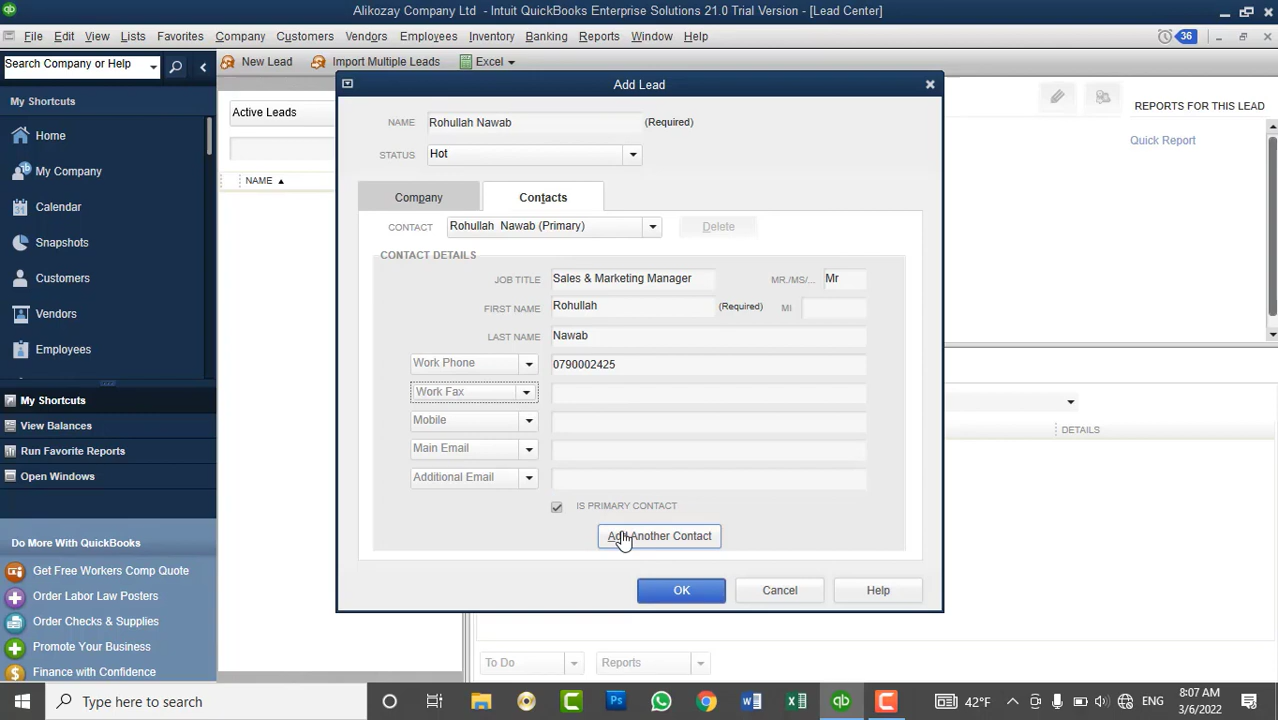 Alikozay Company Ltd - Intuit QuickBooks Enterprise Solutions 21.0 Trial Version - [Lead Center]
File Edit View Lists Favorites Company Customers Vendors Employees Inventory Banking Reports Window Help 36
Search Company or Help
New Lead Import Multiple Leads Excel
My Shortcuts
Home
My Company
Calendar
Snapshots
Customers
Vendors
Employees
My Shortcuts
View Balances
Run Favorite Reports
Open Windows
Do More With QuickBooks
Get Free Workers Comp Quote
Order Labor Law Posters
Order Checks & Supplies
Promote Your Business
Finance with Confidence
Active Leads
NAME
Add Lead
NAME Rohullah Nawab (Required)
STATUS Hot
Company Contacts
CONTACT Rohullah Nawab (Primary) Delete
CONTACT DETAILS
JOB TITLE Sales & Marketing Manager MR./MS/... Mr
FIRST NAME Rohullah (Required) MI
LAST NAME Nawab
Work Phone 0790002425
Work Fax
Mobile
Main Email
Additional Email
IS PRIMARY CONTACT
Add Another Contact
OK Cancel Help
REPORTS FOR THIS LEAD
Quick Report
DETAILS
To Do Reports
Type here to search
42°F ENG
8:07 AM
3/6/2022